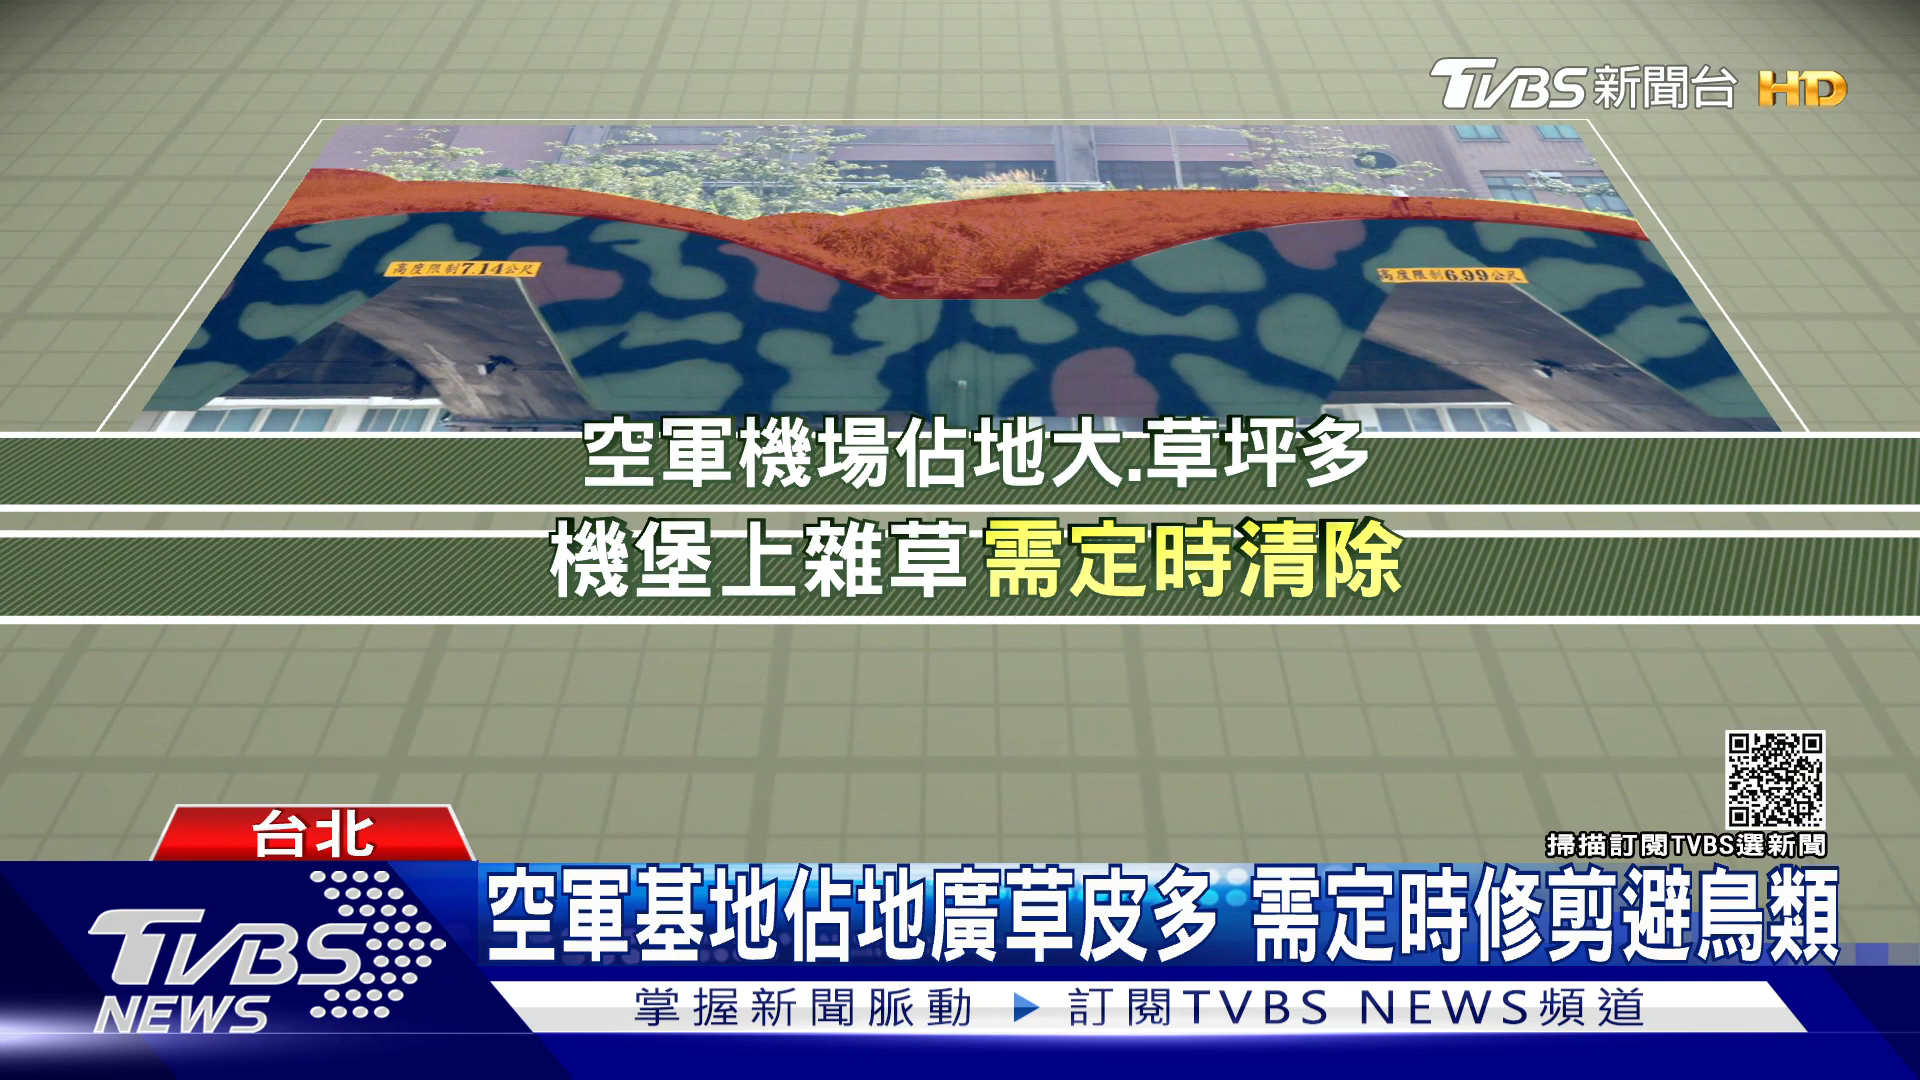 TVBS新聞台 HD
高度限制7.14公尺
高度限制6.99公尺
空軍機場佔地大.草坪多
機堡上雜草需定時清除
掃描訂閱TVBS選新聞
台北
空軍基地佔地廣草皮多 需定時修剪避鳥類
TVBS
NEWS
掌握新聞脈動 ▶ 訂閱TVBS NEWS頻道